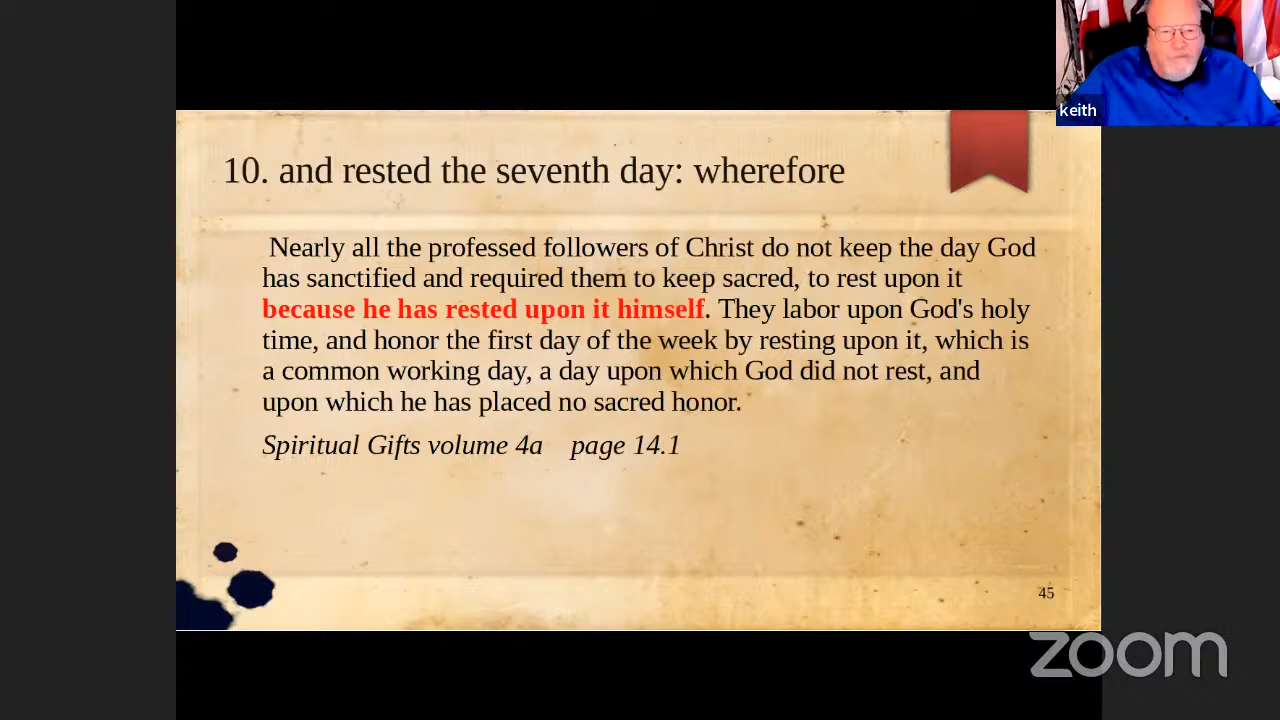 keith
10. and rested the seventh day: wherefore
Nearly all the professed followers of Christ do not keep the day God
has sanctified and required them to keep sacred, to rest upon it
because he has rested upon it himself. They labor upon God's holy
time, and honor the first day of the week by resting upon it, which is
a common working day, a day upon which God did not rest, and
upon which he has placed no sacred honor.
Spiritual Gifts volume 4a page 14.1
45
zoom